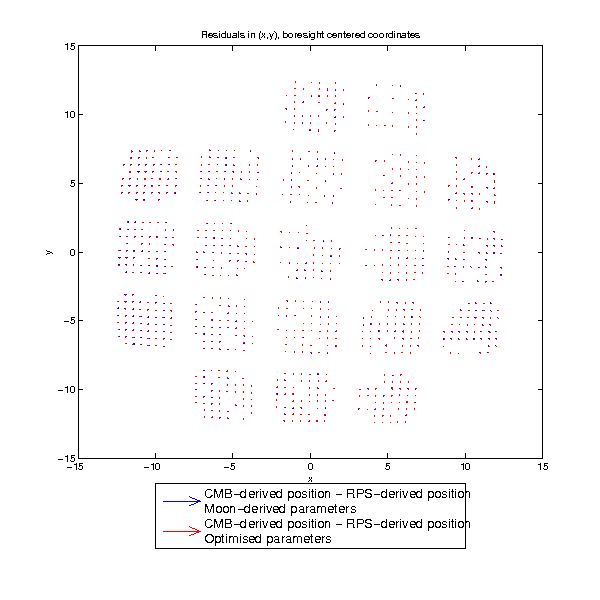 Residuals in (x,y), boresight centered coordinates
15
10
5
0
−5
−10
−15
y
−15 −10 −5 0 5 10 15
x
CMB−derived position − RPS−derived position
Moon−derived parameters
CMB−derived position − RPS−derived position
Optimised parameters